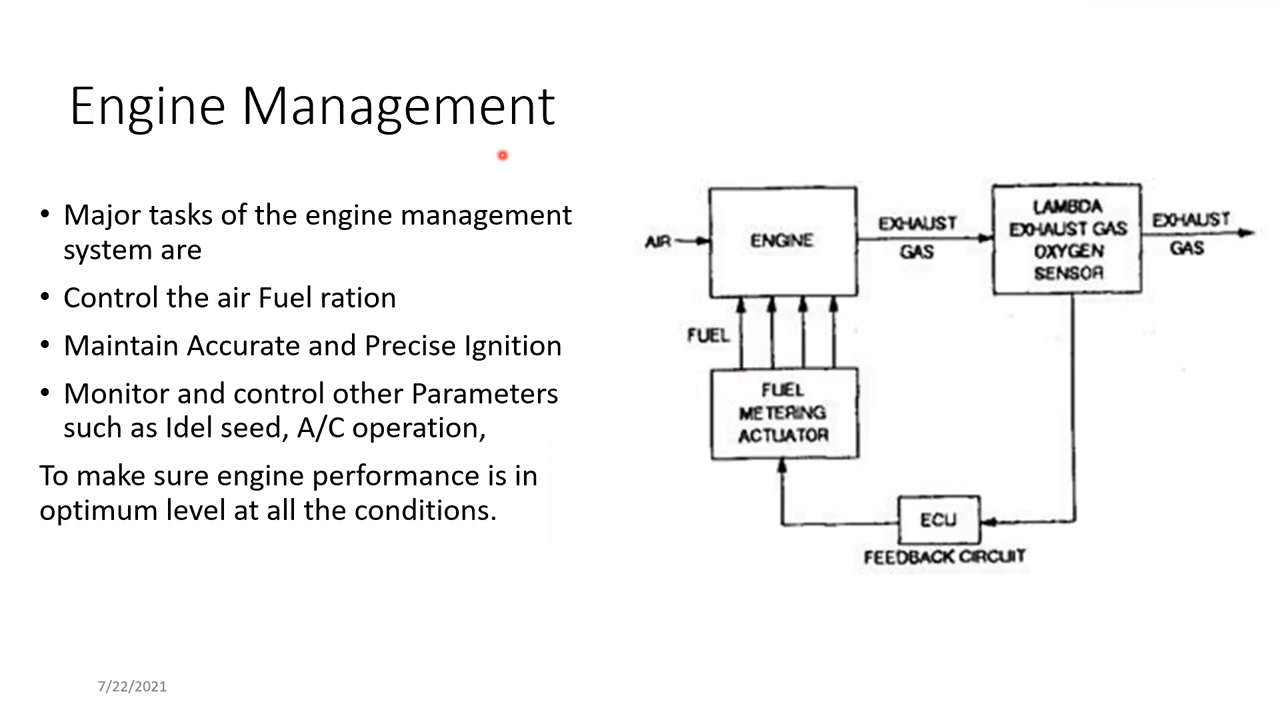 Engine Management
• Major tasks of the engine management
system are
• Control the air Fuel ration
• Maintain Accurate and Precise Ignition
• Monitor and control other Parameters
such as Idel seed, A/C operation,
To make sure engine performance is in
optimum level at all the conditions.
AIR
ENGINE
EXHAUST
GAS
LAMBDA
EXHAUST GAS
OXYGEN
SENSOR
EXHAUST
GAS
FUEL
FUEL
METERING
ACTUATOR
ECU
FEEDBACK CIRCUIT
7/22/2021